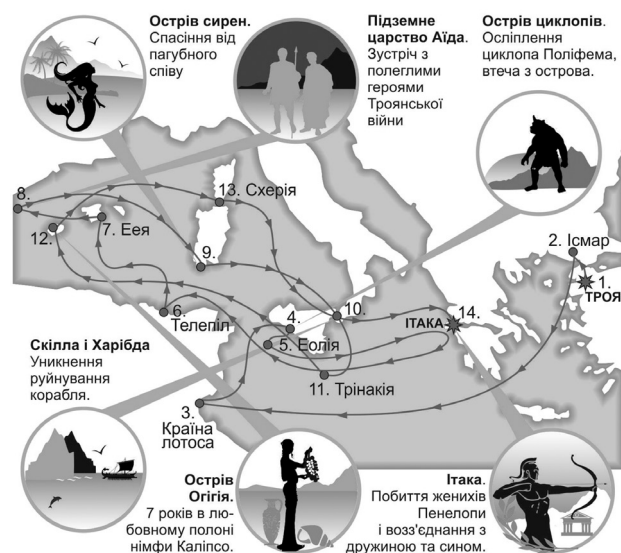 Острів сирен.
Спасіння від
пагубного
співу
Підземне
царство Аїда.
Зустріч з
полеглими
героями
Троянської
війни
Острів циклопів.
Осліплення
циклопа Поліфема,
втеча з острова.
8.
13. Схерія
7. Еея
12.
2. Ісмар
9.
1.
ТРОЯ
6.
Телепіл
4.
10.
14.
ІТАКА
5. Еолія
11. Трінакія
3.
Країна
лотоса
Скілла і Харібда
Уникнення
руйнування
корабля.
Острів
Огігія.
7 років в лю-
бовному полоні
німфи Каліпсо.
Ітака.
Побиття женихів
Пенелопи
і возз'єднання з
дружиною та сином.